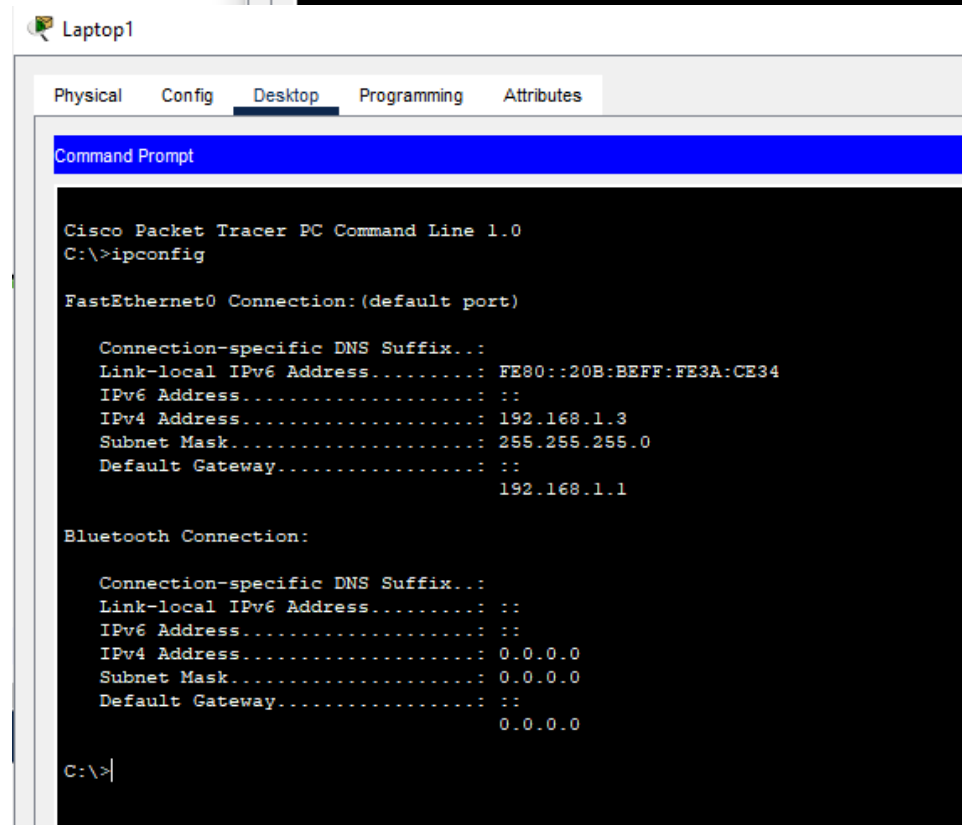 Laptop1
Physical Config Desktop Programming Attributes
Command Prompt
Cisco Packet Tracer PC Command Line 1.0
C:\>ipconfig
FastEthernet0 Connection:(default port)
Connection-specific DNS Suffix..:
Link-local IPv6 Address.........: FE80::20B:BEFF:FE3A:CE34
IPv6 Address....................: ::
IPv4 Address....................: 192.168.1.3
Subnet Mask.....................: 255.255.255.0
Default Gateway.................: ::
192.168.1.1
Bluetooth Connection:
Connection-specific DNS Suffix..:
Link-local IPv6 Address.........: ::
IPv6 Address....................: ::
IPv4 Address....................: 0.0.0.0
Subnet Mask.....................: 0.0.0.0
Default Gateway.................: ::
0.0.0.0
C:\>